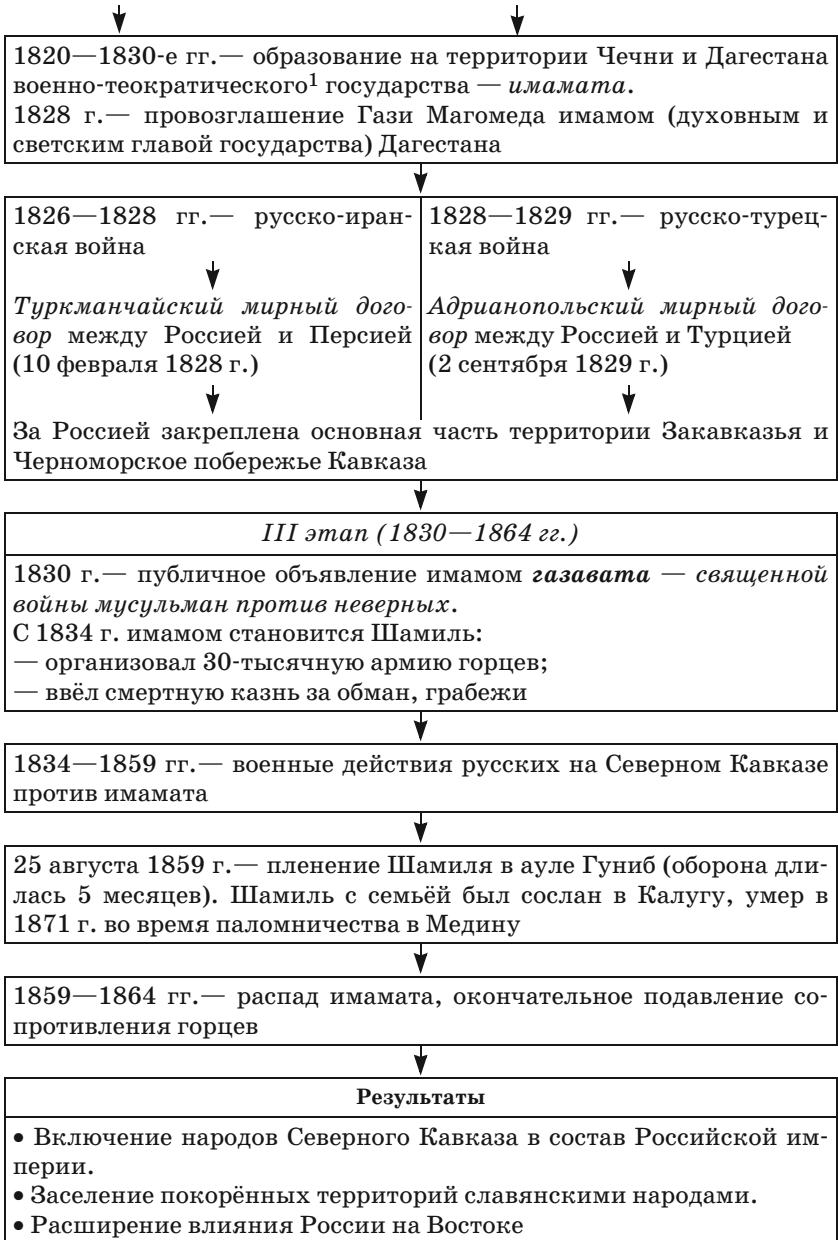 1820—1830-е гг.— образование на территории Чечни и Дагестана
военно-теократического¹ государства — имамата.
1828 г.— провозглашение Гази Магомеда имамом (духовным и
светским главой государства) Дагестана
1826—1828 гг.— русско-иран-
ская война
Туркманчайский мирный дого-
вор между Россией и Персией
(10 февраля 1828 г.)
1828—1829 гг.— русско-турец-
кая война
Адрианопольский мирный дого-
вор между Россией и Турцией
(2 сентября 1829 г.)
За Россией закреплена основная часть территории Закавказья и
Черноморское побережье Кавказа
III этап (1830—1864 гг.)
1830 г.— публичное объявление имамом газавата — священной
войны мусульман против неверных.
С 1834 г. имамом становится Шамиль:
— организовал 30-тысячную армию горцев;
— ввёл смертную казнь за обман, грабежи
1834—1859 гг.— военные действия русских на Северном Кавказе
против имамата
25 августа 1859 г.— пленение Шамиля в ауле Гуниб (оборона дли-
лась 5 месяцев). Шамиль с семьёй был сослан в Калугу, умер в
1871 г. во время паломничества в Медину
1859—1864 гг.— распад имамата, окончательное подавление со-
противления горцев
Результаты
• Включение народов Северного Кавказа в состав Российской им-
перии.
• Заселение покорённых территорий славянскими народами.
• Расширение влияния России на Востоке